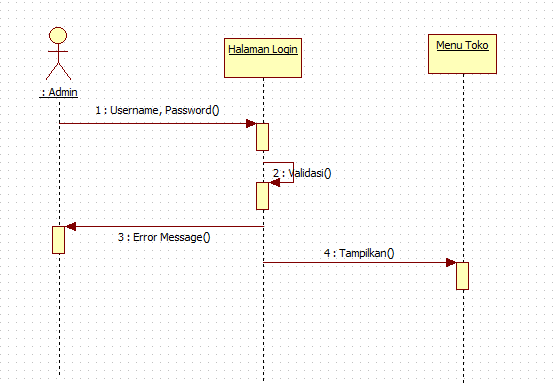 Halaman Login
Menu Toko
: Admin
1 : Username, Password()
2 : Validasi()
3 : Error Message()
4 : Tampilkan()